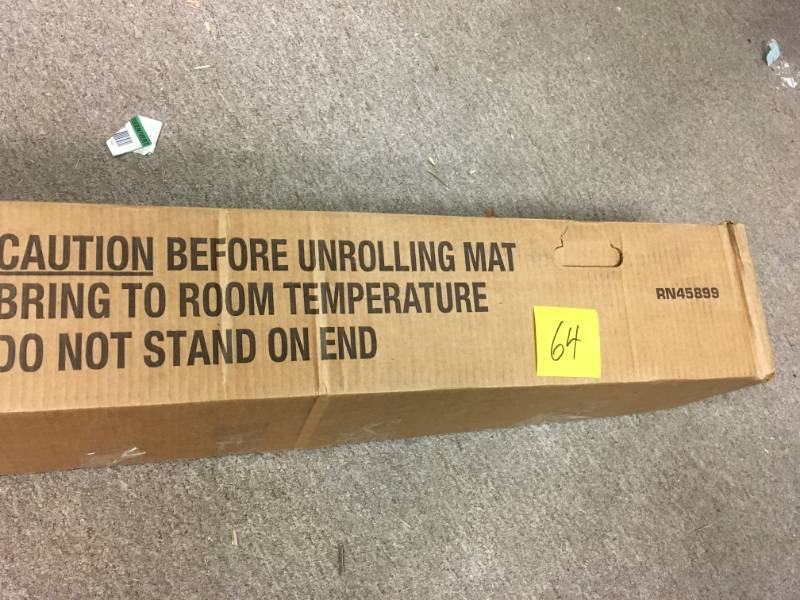 CAUTION BEFORE UNROLLING MAT
BRING TO ROOM TEMPERATURE
DO NOT STAND ON END
RN45899
64